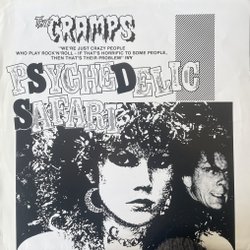 The CRAMPS
"WE'RE JUST CRAZY PEOPLE
WHO PLAY ROCK'N'ROLL - IF THAT'S HORRIFIC TO SOME PEOPLE,
THEN THAT'S THEIR PROBLEM" IVY
PSYCHEDELIC
SAFARI